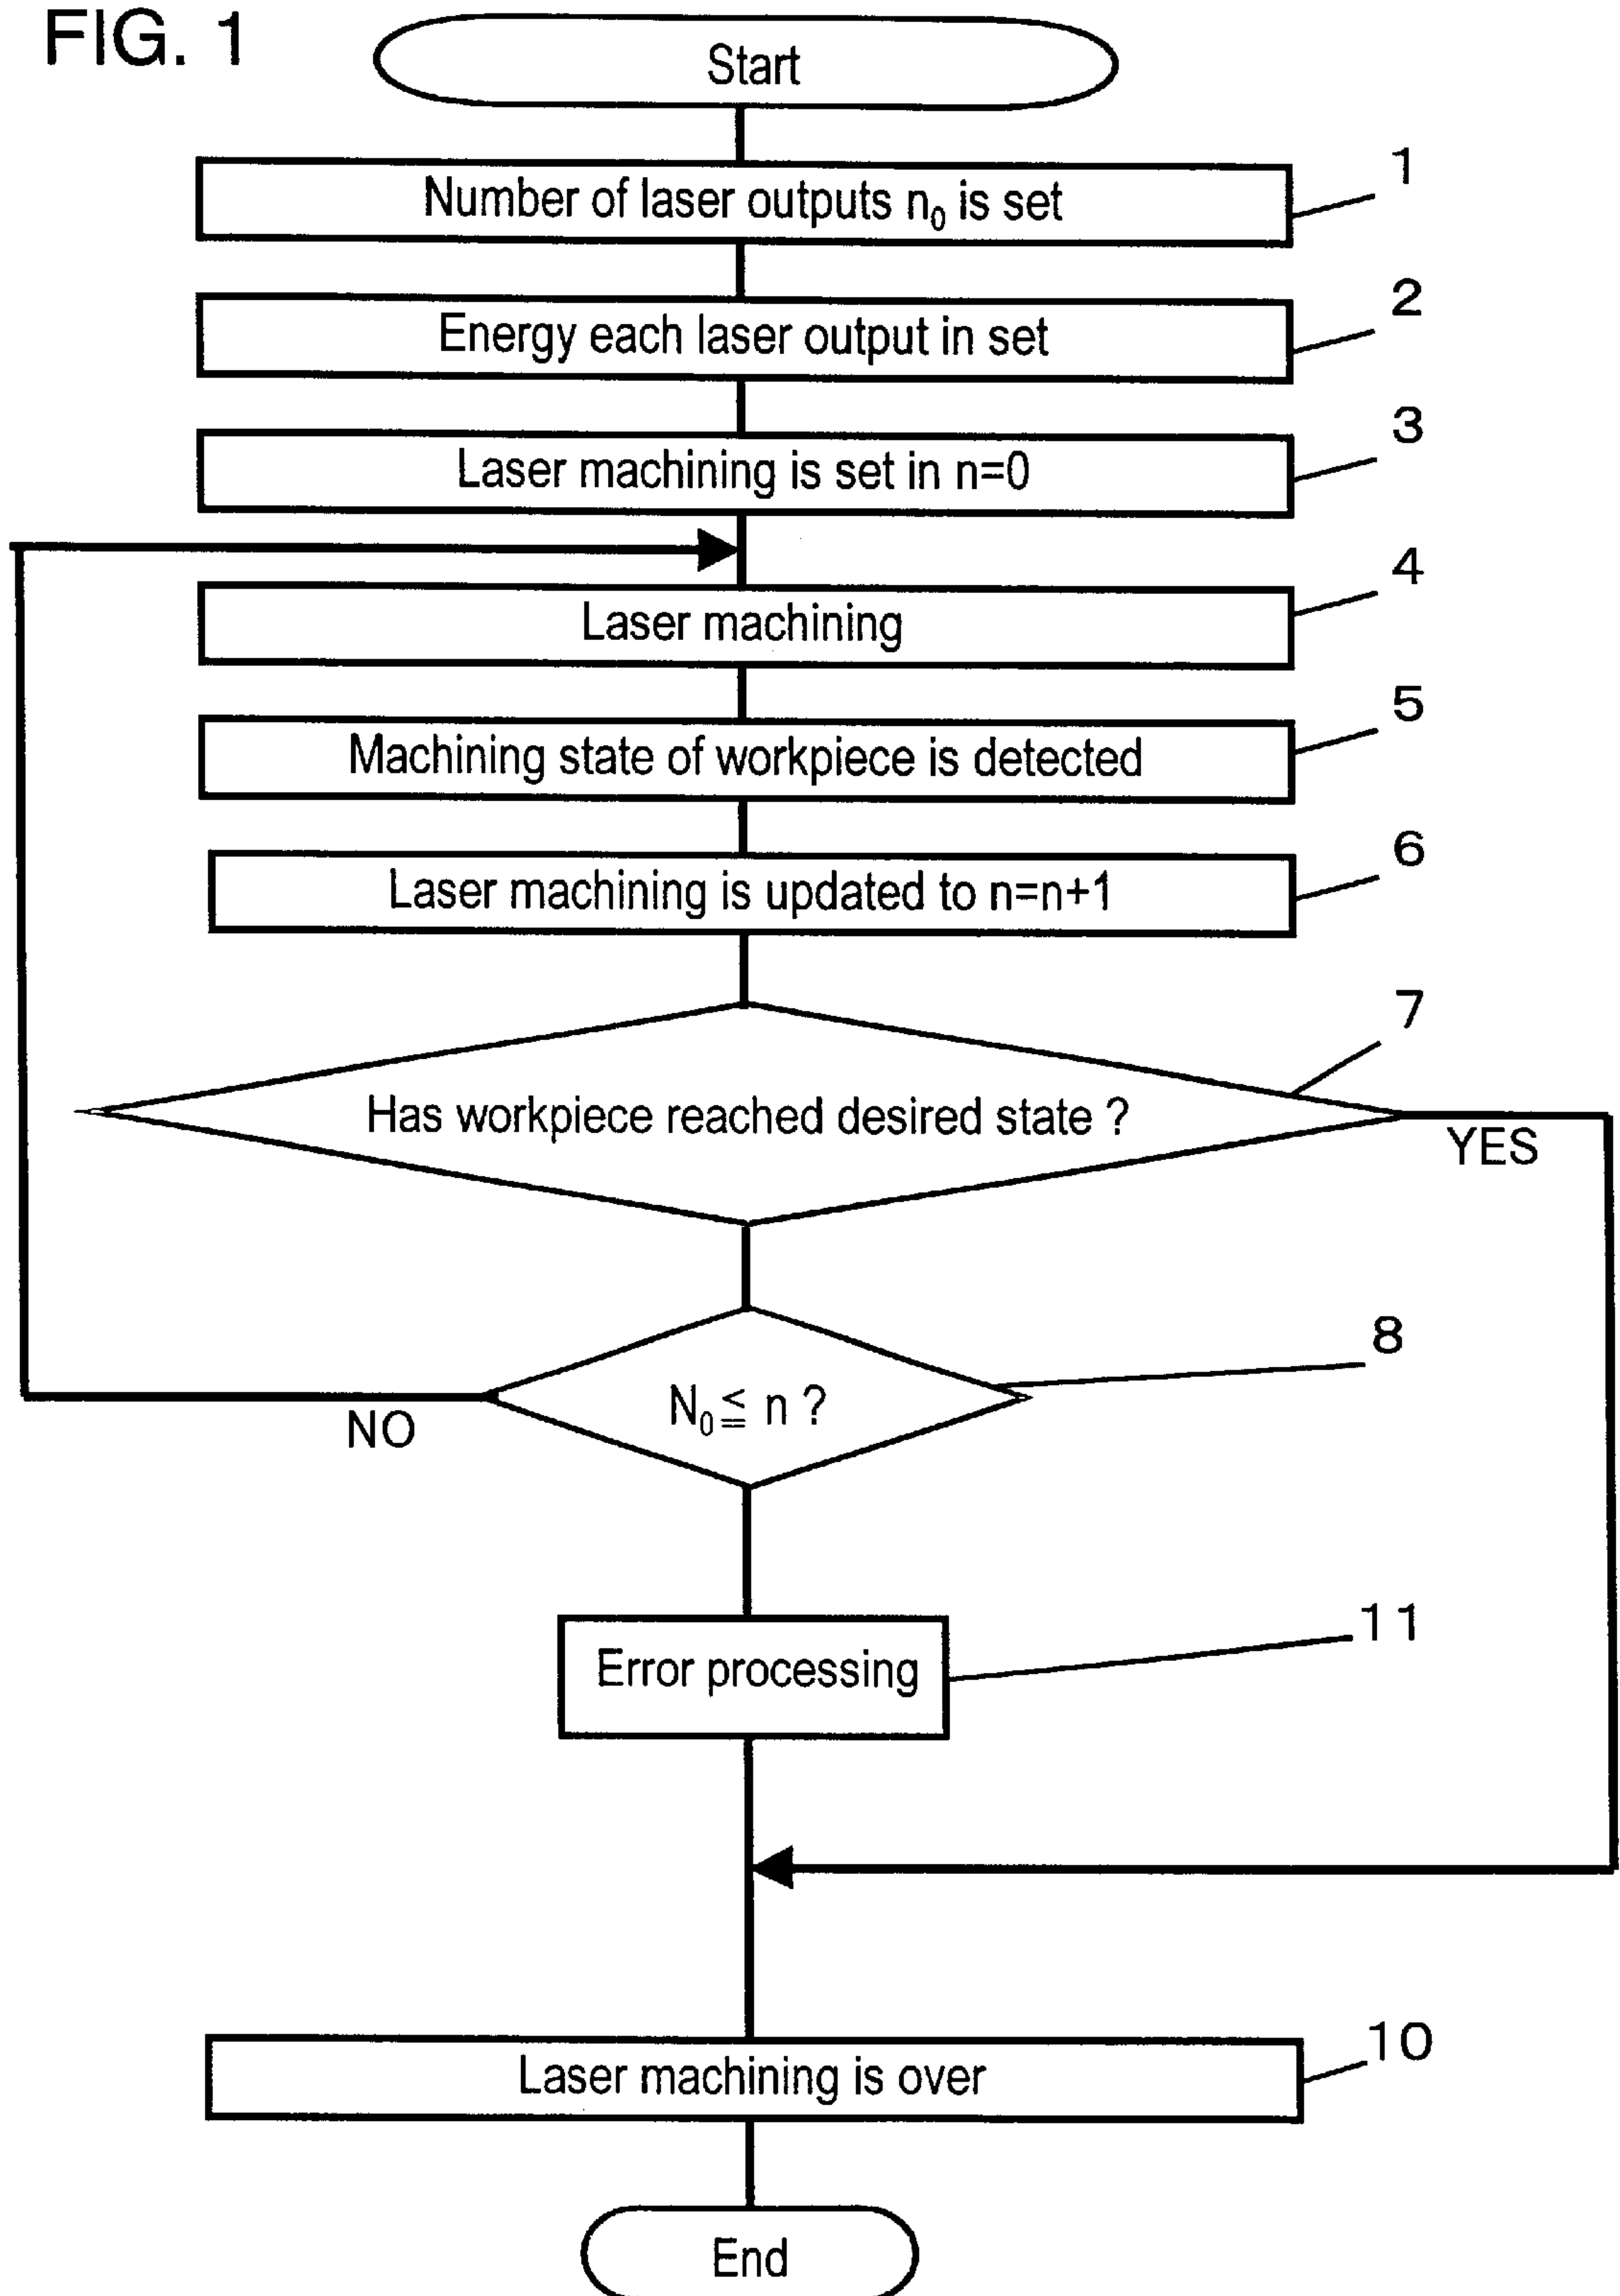 FIG. 1
Start
Number of laser outputs n₀ is set
1
Energy each laser output in set
2
Laser machining is set in n=0
3
Laser machining
4
Machining state of workpiece is detected
5
Laser machining is updated to n=n+1
6
Has workpiece reached desired state ?
7
YES
N₀≦ n ?
8
NO
Error processing
11
Laser machining is over
10
End